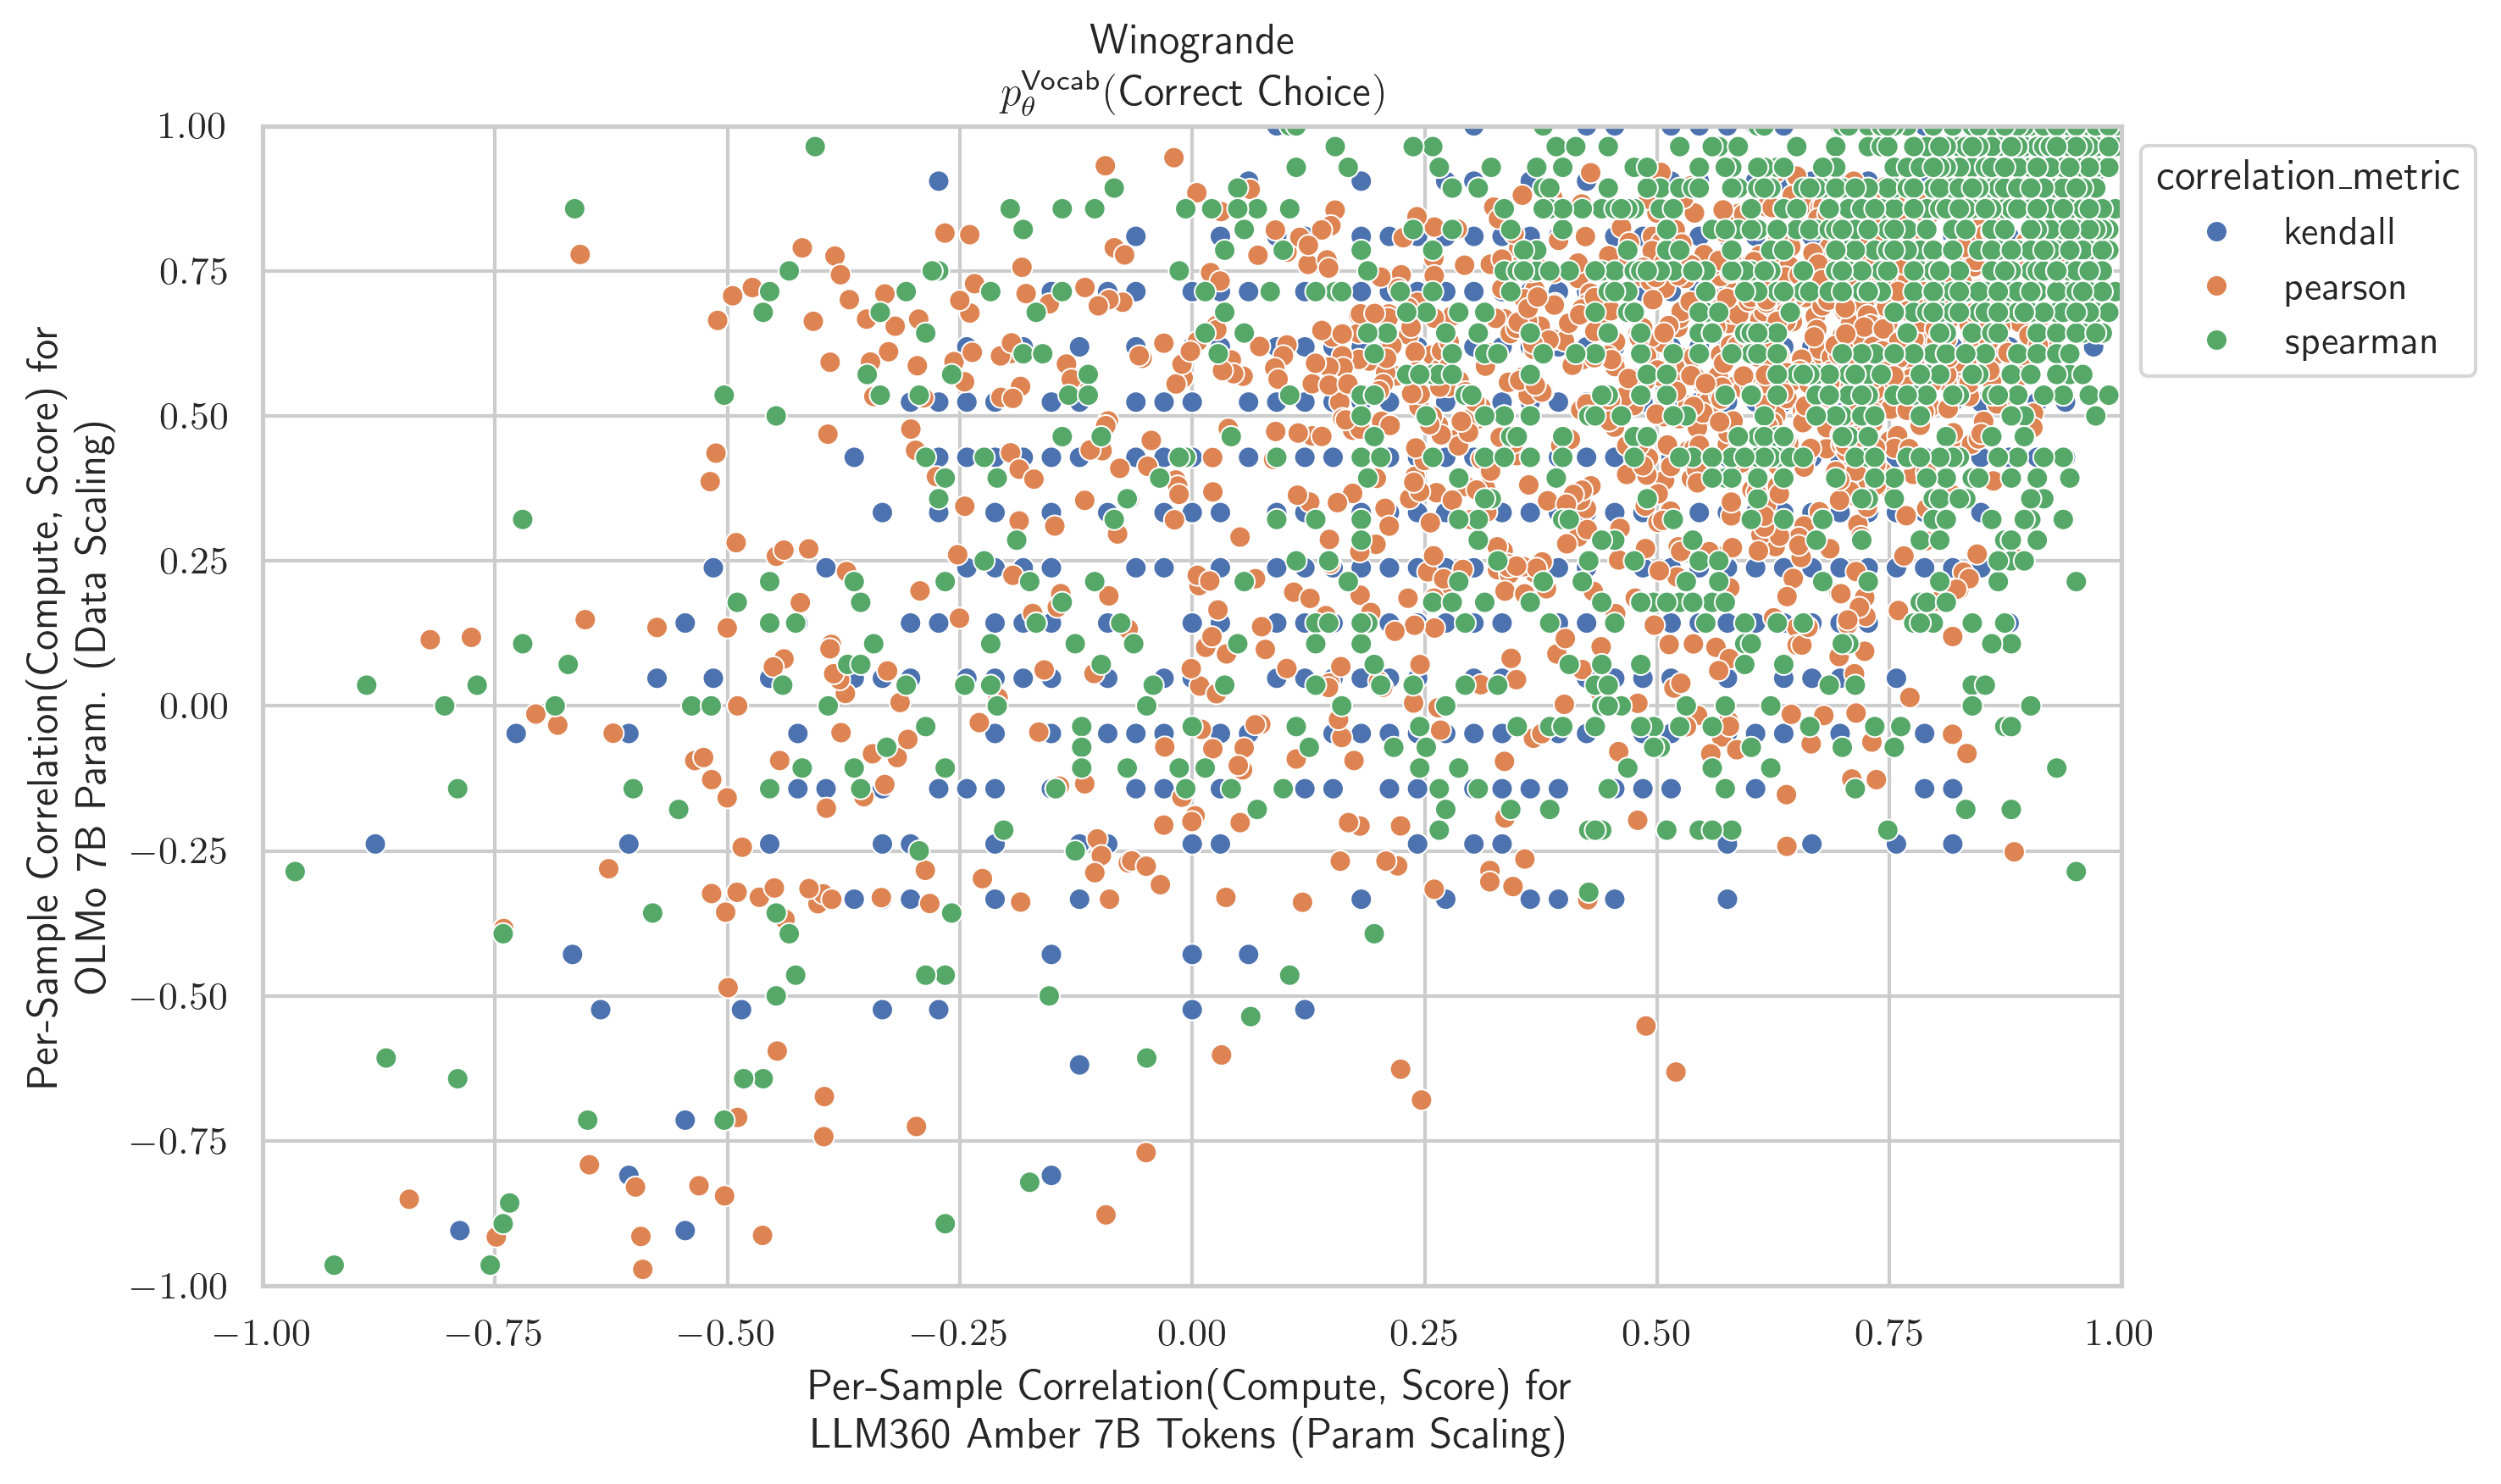 Winogrande
p_θ^Vocab(Correct Choice)
1.00
0.75
0.50
0.25
0.00
−0.25
−0.50
−0.75
−1.00
Per-Sample Correlation(Compute, Score) for
OLMo 7B Param. (Data Scaling)
correlation_metric
kendall
pearson
spearman
−1.00 −0.75 −0.50 −0.25 0.00 0.25 0.50 0.75 1.00
Per-Sample Correlation(Compute, Score) for
LLM360 Amber 7B Tokens (Param Scaling)